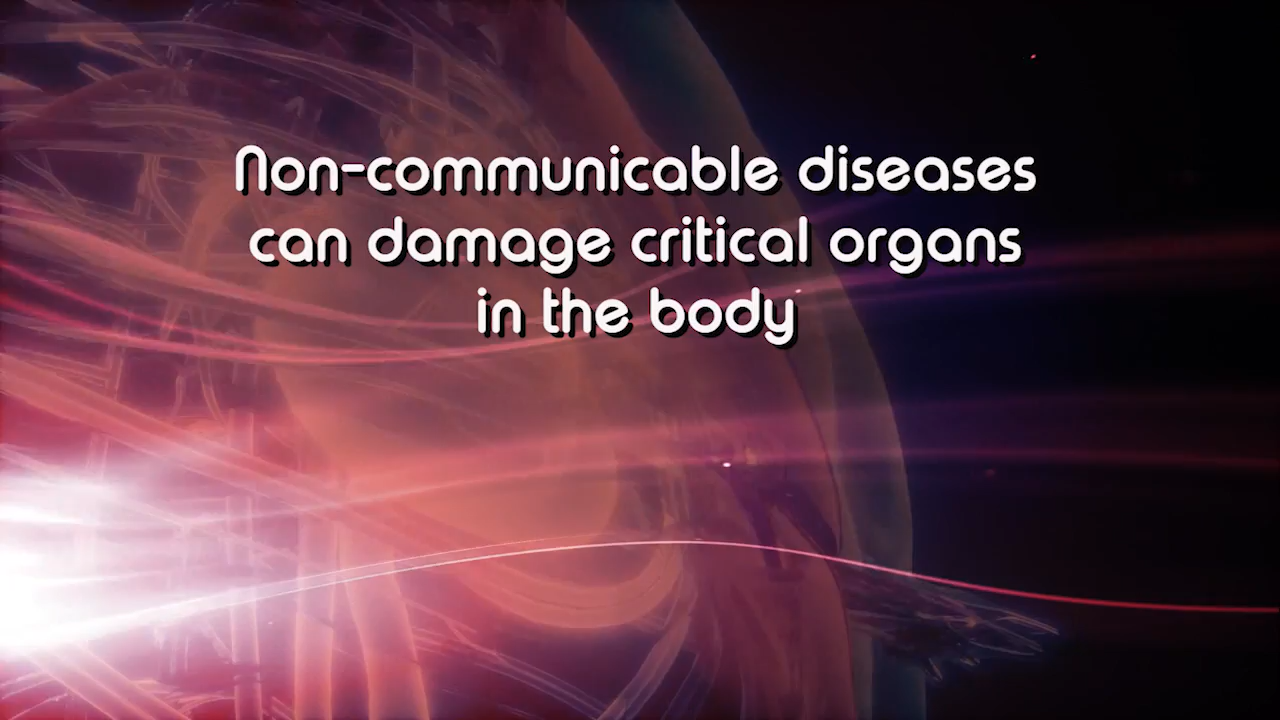 Non-communicable diseases
can damage critical organs
in the body